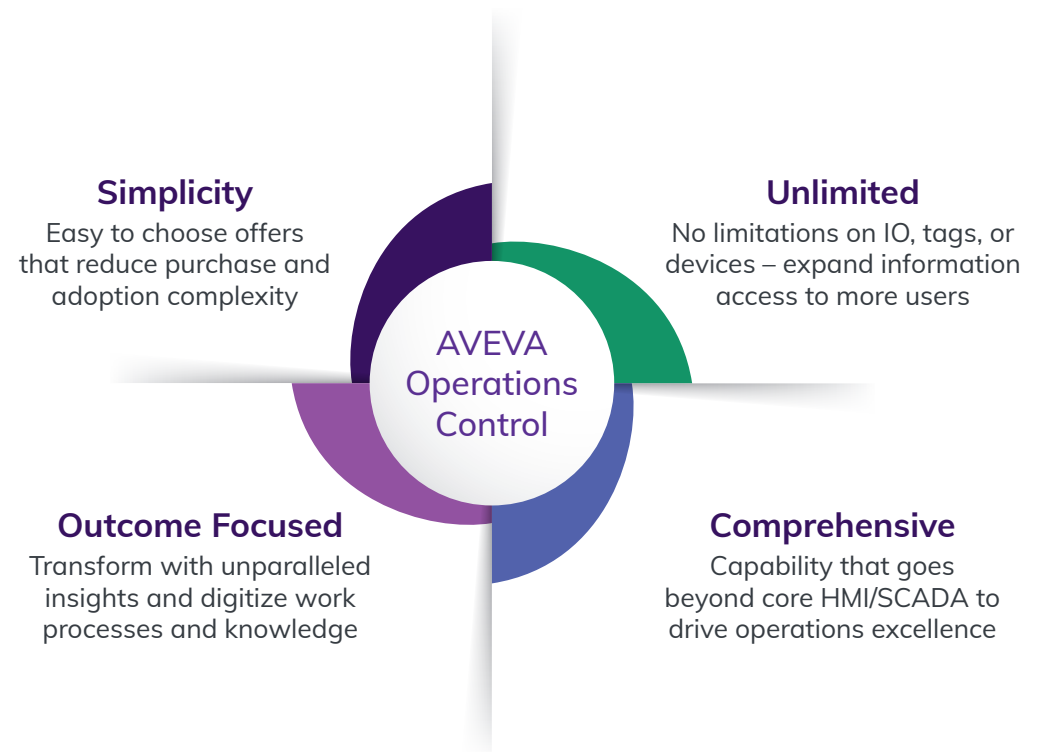 Simplicity
Easy to choose offers
that reduce purchase and
adoption complexity
Unlimited
No limitations on IO, tags, or
devices – expand information
access to more users
AVEVA
Operations
Control
Outcome Focused
Transform with unparalleled
insights and digitize work
processes and knowledge
Comprehensive
Capability that goes
beyond core HMI/SCADA to
drive operations excellence